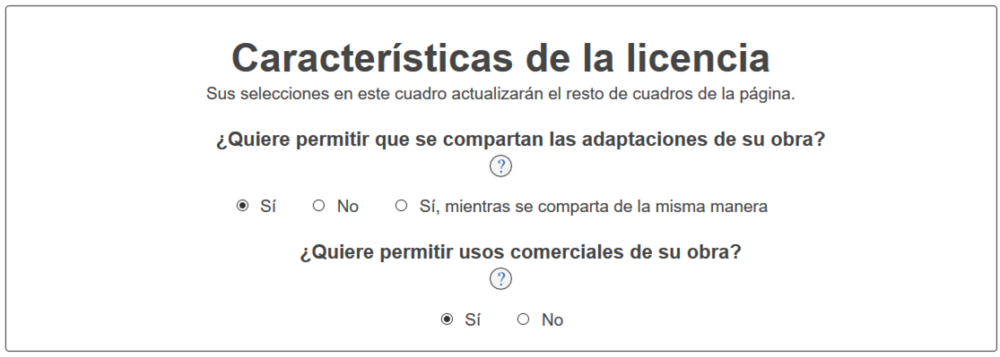 Características de la licencia
Sus selecciones en este cuadro actualizarán el resto de cuadros de la página.
¿Quiere permitir que se compartan las adaptaciones de su obra?
?
Sí No Sí, mientras se comparta de la misma manera
¿Quiere permitir usos comerciales de su obra?
?
Sí No